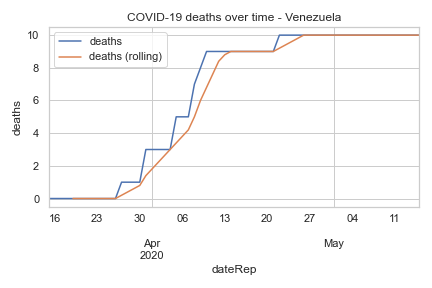 COVID-19 deaths over time - Venezuela
deaths
deaths (rolling)
10
8
6
4
2
0
deaths
16 23 30 06 13 20 27 04 11
Apr May
2020
dateRep